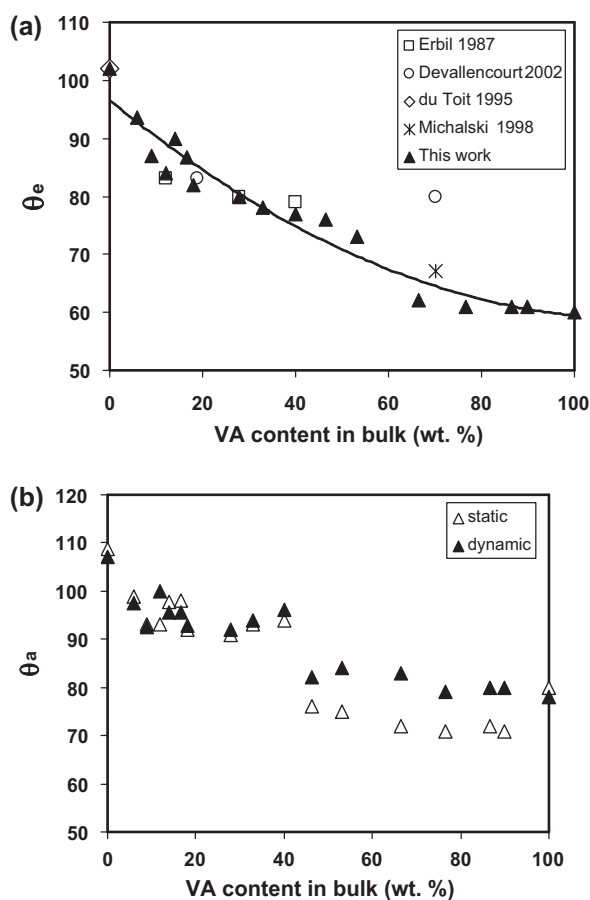 (a)
110
100
90
80
70
60
50
θe
0 20 40 60 80 100
VA content in bulk (wt. %)
Erbil 1987
Devallencourt 2002
du Toit 1995
Michalski 1998
This work
(b)
120
110
100
90
80
70
60
50
θa
0 20 40 60 80 100
VA content in bulk (wt. %)
static
dynamic